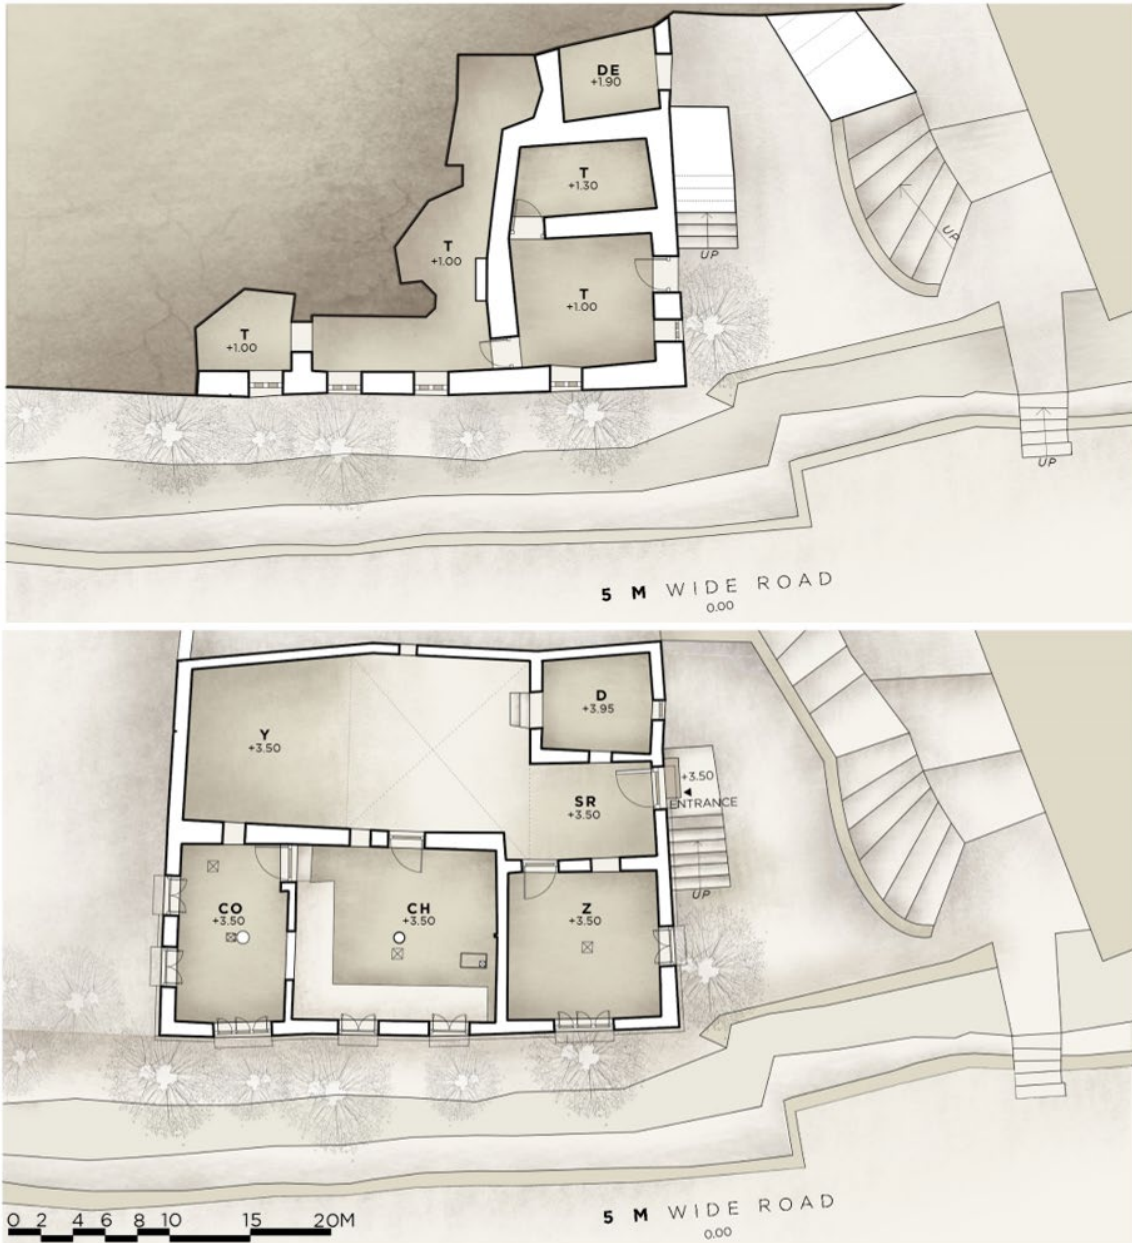 DE
+1.90
T
+1.30
T
+1.00
T
+1.00
T
+1.00
UP
UP
UP
5 M WIDE ROAD
0.00
D
+3.95
Y
+3.50
SR
+3.50
+3.50
ENTRANCE
UP
CO
+3.50
CH
+3.50
Z
+3.50
5 M WIDE ROAD
0.00
0 2 4 6 8 10 15 20M